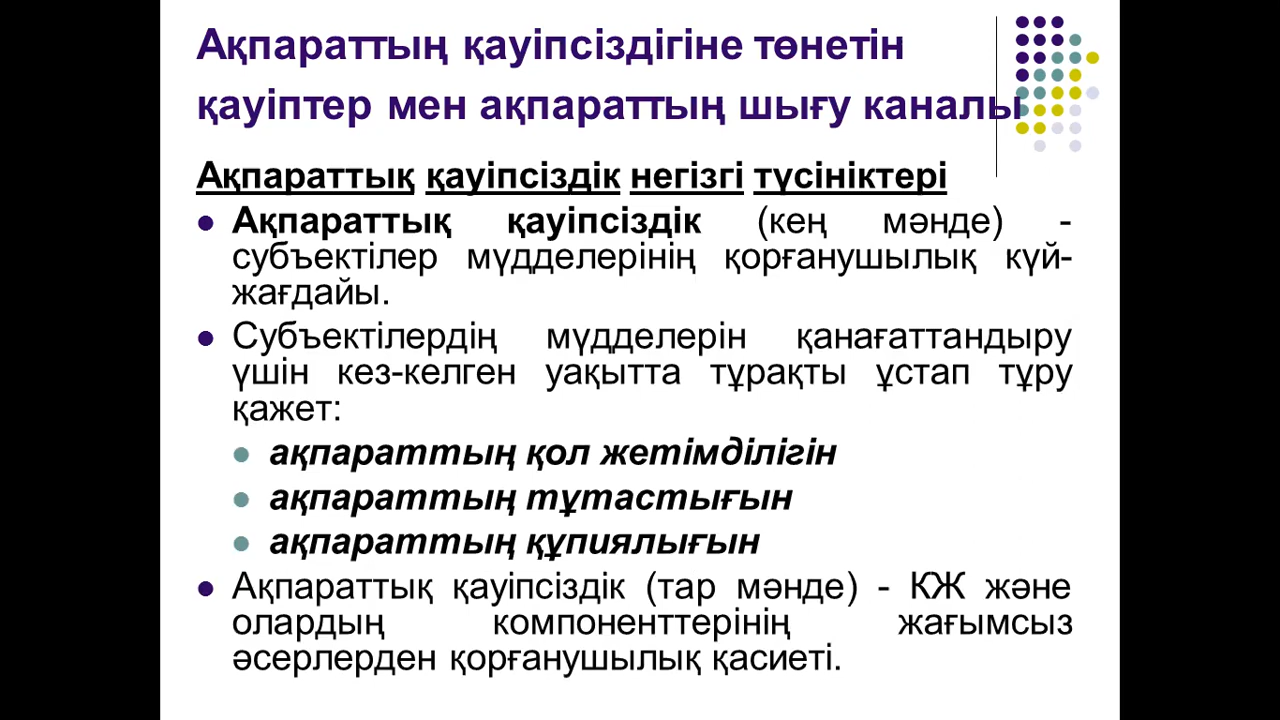 Ақпараттың қауіпсіздігіне төнетін
қауіптер мен ақпараттың шығу каналы
Ақпараттық қауіпсіздік негізгі түсініктері
Ақпараттық қауіпсіздік (кең мәнде) -
субъектілер мүдделерінің қорғанушылық күй-
жағдайы.
Субъектілердің мүдделерін қанағаттандыру
үшін кез-келген уақытта тұрақты ұстап тұру
қажет:
ақпараттың қол жетімділігін
ақпараттың тұтастығын
ақпараттың құпиялығын
Ақпараттық қауіпсіздік (тар мәнде) - КЖ және
олардың компоненттерінің жағымсыз
әсерлерден қорғанушылық қасиеті.